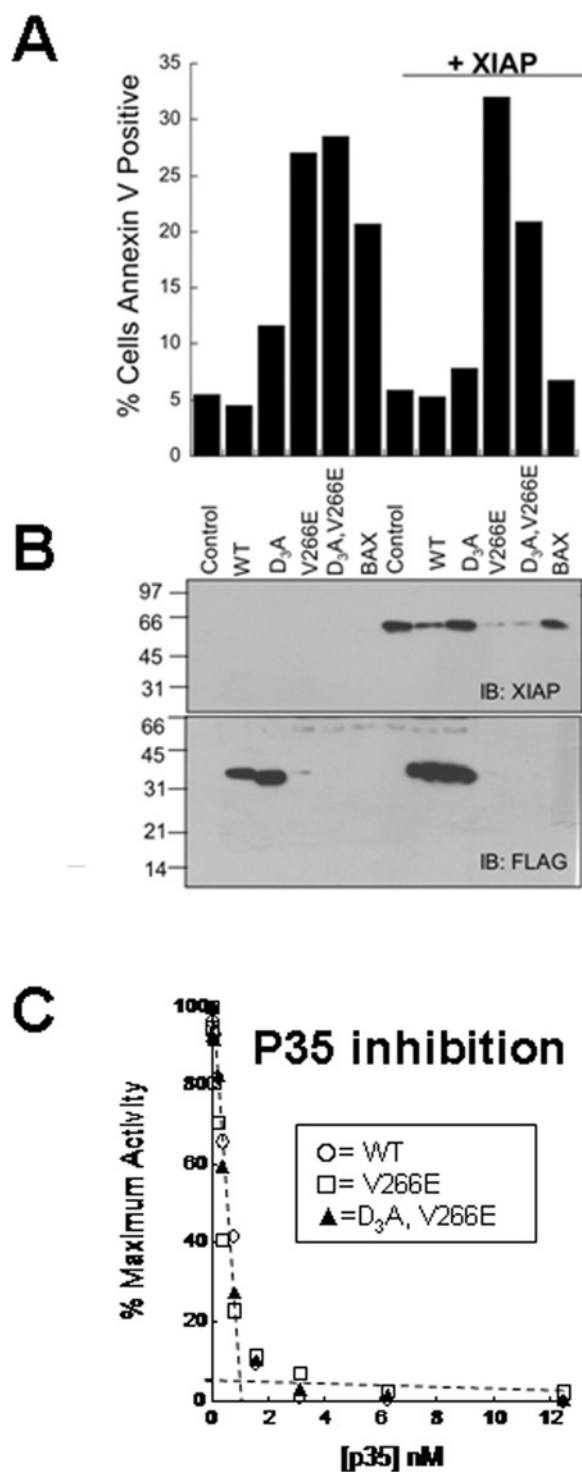 A
+ XIAP
% Cells Annexin V Positive
35
30
25
20
15
10
5
0
Control
WT
D₃A
V266E
D₃A,V266E
BAX
Control
WT
D₃A
V266E
D₃A,V266E
BAX
B
97
66
45
31
IB: XIAP
66
45
31
21
14
IB: FLAG
C
P35 inhibition
% Maximum Activity
100
800
60
40
20
0
= WT
= V266E
=D₃A, V266E
0 2 4 6 8 10 12
[p35] nM